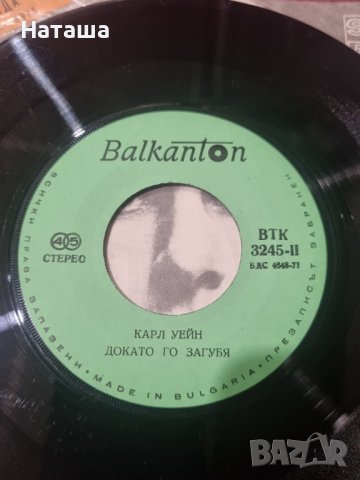 Наташа
Balkanton
45
СТЕРЕО
ВТК
3245-II
БДС 4648-71
КАРЛ УЕЙН
ДОКАТО ГО ЗАГУБЯ
ВСИЧКИ ПРАВА ЗАПАЗЕНИ • MADE IN BULGARIA • ПРЕЗАПИСЪТ ЗАБРАНЕН
BAZAR